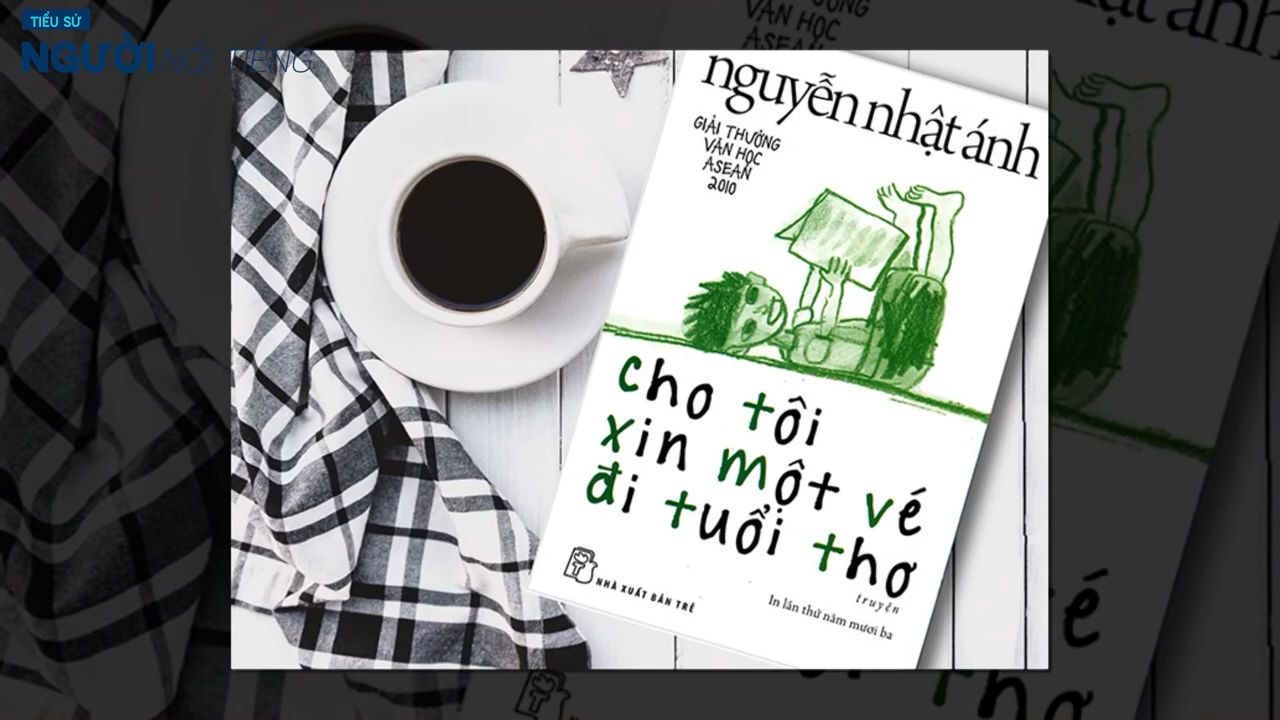 TIỂU SỬ
NGƯỜI NỔI TIẾNG
nguyễn nhật ánh
GIẢI THƯỞNG
VĂN HỌC
ASEAN
2010
cho tôi
xin một vé
đi tuổi thơ
truyện
NHÀ XUẤT BẢN TRẺ
In lần thứ năm mươi ba